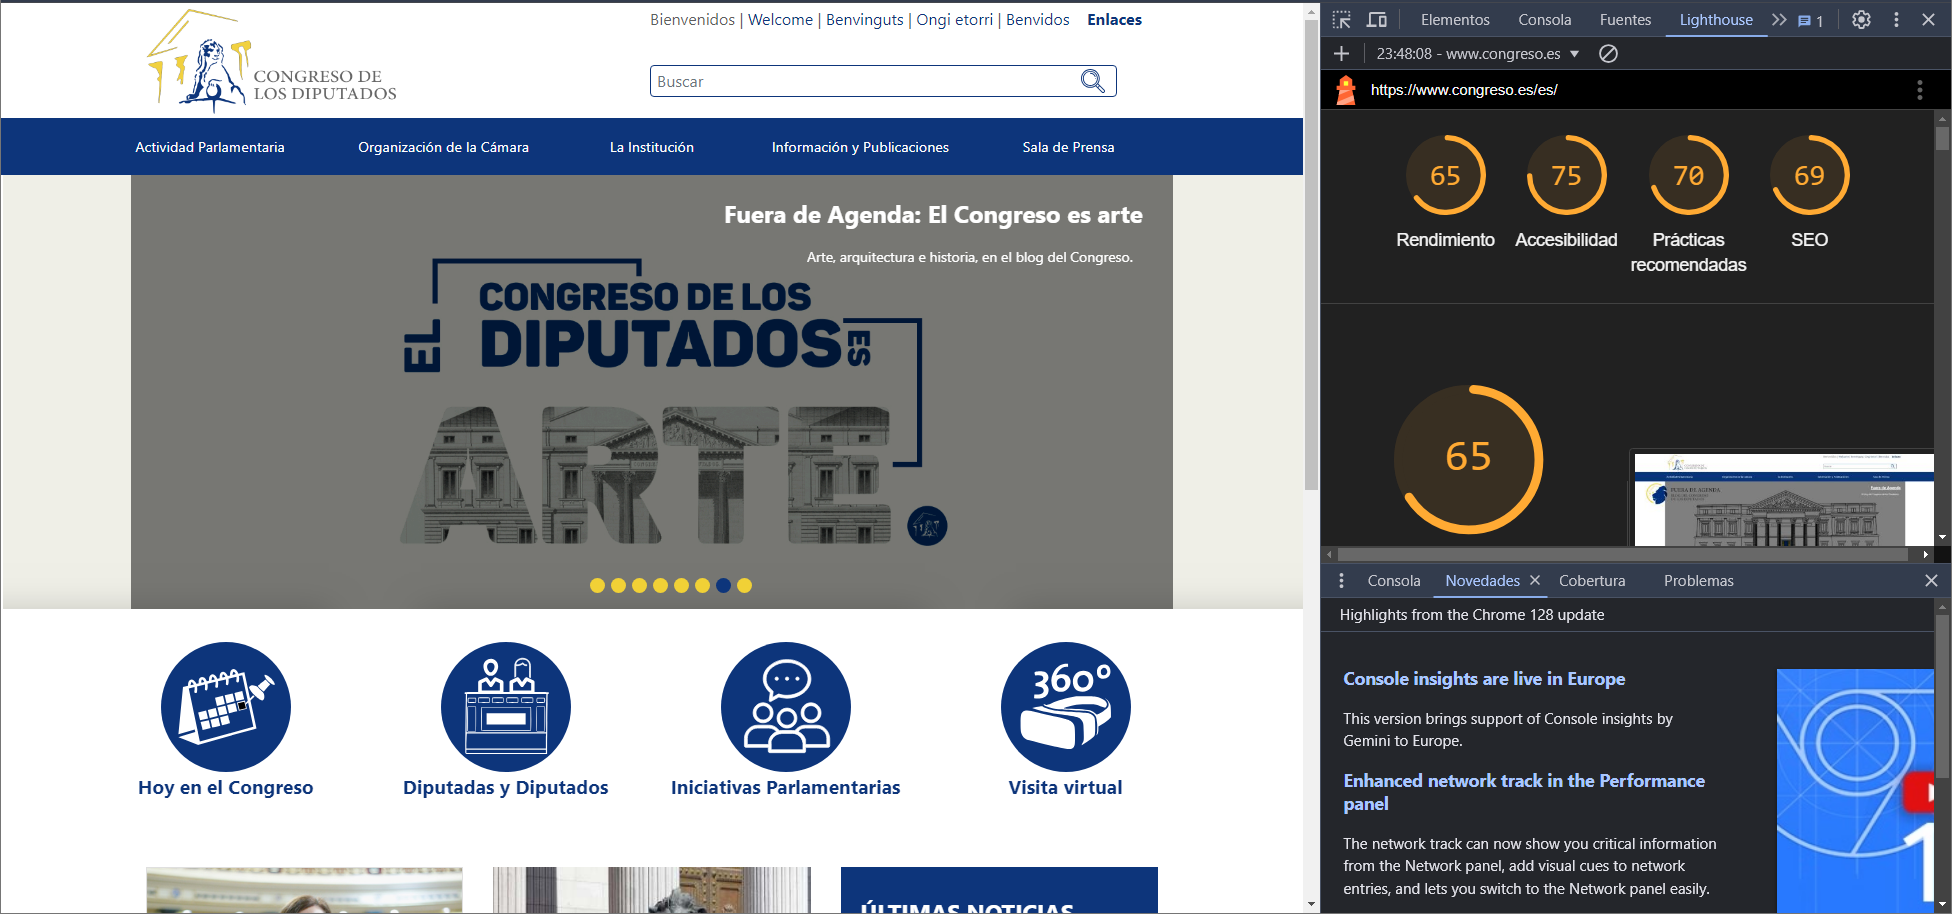 Bienvenidos | Welcome | Benvinguts | Ongi etorri | Benvidos Enlaces
CONGRESO DE
LOS DIPUTADOS
Buscar
Actividad Parlamentaria Organización de la Cámara La Institución Información y Publicaciones Sala de Prensa
Fuera de Agenda: El Congreso es arte
Arte, arquitectura e historia, en el blog del Congreso.
EL CONGRESO DE LOS
DIPUTADOS ES
ARTE
360º
Hoy en el Congreso Diputadas y Diputados Iniciativas Parlamentarias Visita virtual
ÚLTIMAS NOTICIAS
Elementos Consola Fuentes Lighthouse 1
23:48:08 - www.congreso.es
https://www.congreso.es/es/
65 75 70 69
Rendimiento Accesibilidad Prácticas recomendadas SEO
65
FUERA DE AGENDA
Fuera de Agenda
Consola Novedades Cobertura Problemas
Highlights from the Chrome 128 update
Console insights are live in Europe
This version brings support of Console insights by
Gemini to Europe.
Enhanced network track in the Performance
panel
The network track can now show you critical information
from the Network panel, add visual cues to network
entries, and lets you switch to the Network panel easily.